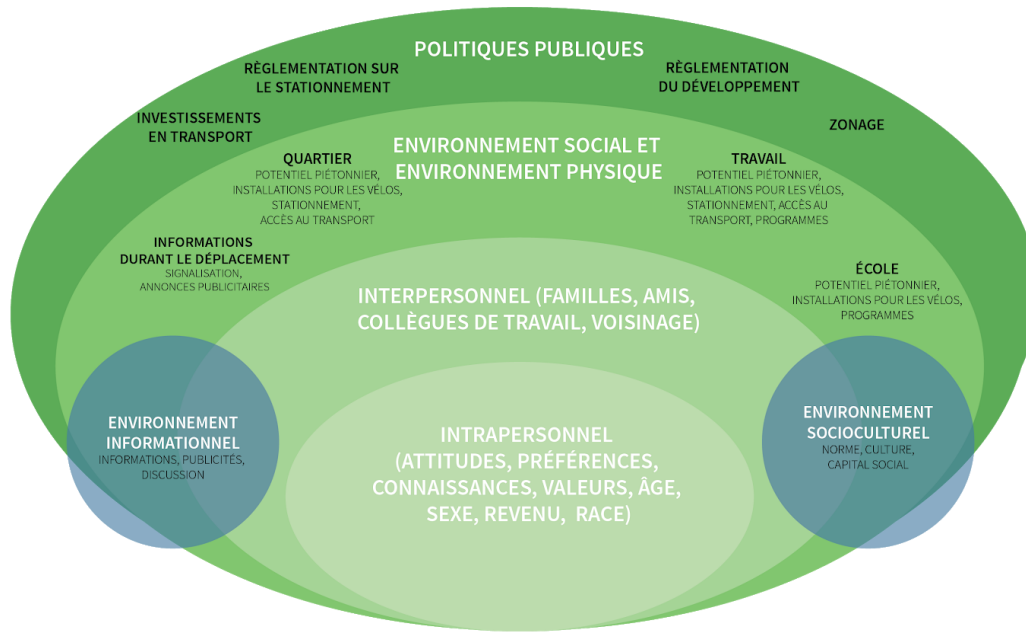 POLITIQUES PUBLIQUES
RÈGLEMENTATION SUR
LE STATIONNEMENT
RÈGLEMENTATION
DU DÉVELOPPEMENT
INVESTISSEMENTS
EN TRANSPORT
ZONAGE
ENVIRONNEMENT SOCIAL ET
ENVIRONNEMENT PHYSIQUE
QUARTIER
POTENTIEL PIÉTONNIER,
INSTALLATIONS POUR LES VÉLOS,
STATIONNEMENT,
ACCÈS AU TRANSPORT
TRAVAIL
POTENTIEL PIÉTONNIER,
INSTALLATIONS POUR LES VÉLOS,
STATIONNEMENT, ACCÈS AU
TRANSPORT, PROGRAMMES
INFORMATIONS
DURANT LE DÉPLACEMENT
SIGNALISATION,
ANNONCES PUBLICITAIRES
ÉCOLE
POTENTIEL PIÉTONNIER,
INSTALLATIONS POUR LES VÉLOS,
PROGRAMMES
INTERPERSONNEL (FAMILLES, AMIS,
COLLÈGUES DE TRAVAIL, VOISINAGE)
ENVIRONNEMENT
INFORMATIONNEL
INFORMATIONS, PUBLICITÉS,
DISCUSSION
ENVIRONNEMENT
SOCIOCULTUREL
NORME, CULTURE,
CAPITAL SOCIAL
INTRAPERSONNEL
(ATTITUDES, PRÉFÉRENCES,
CONNAISSANCES, VALEURS, ÂGE,
SEXE, REVENU, RACE)